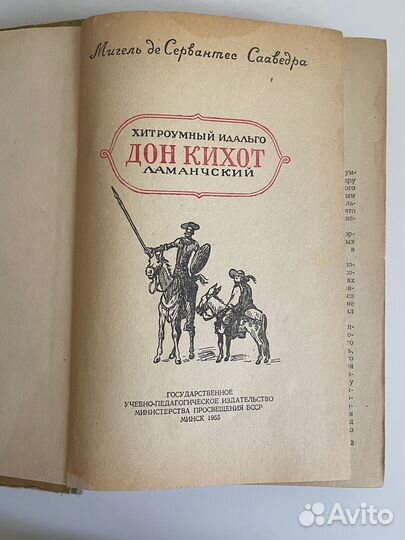 Мигель де Сервантес Сааведра
ХИТРОУМНЫЙ ИДАЛЬГО
ДОН КИХОТ
ЛАМАНЧСКИЙ
ГОСУДАРСТВЕННОЕ
УЧЕБНО-ПЕДАГОГИЧЕСКОЕ ИЗДАТЕЛЬСТВО
МИНИСТЕРСТВА ПРОСВЕЩЕНИЯ БССР
МИНСК 1955
3
Avito